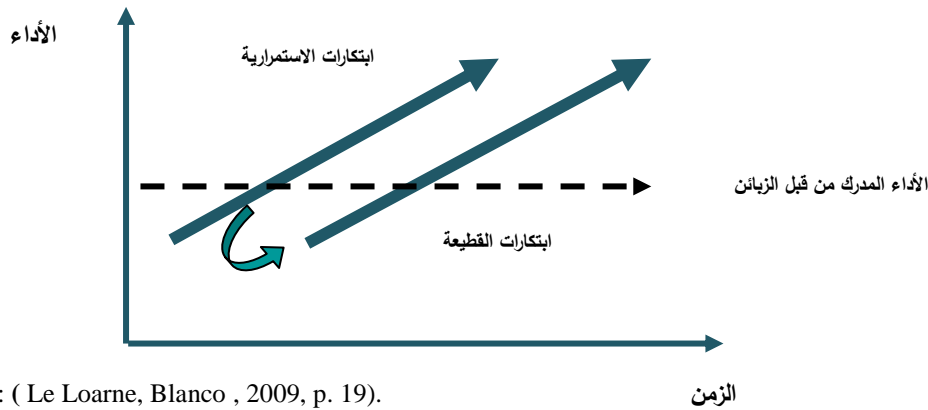 الأداء
ابتكارات الاستمرارية
الأداء المدرك من قبل الزبائن
ابتكارات القطيعة
الزمن
: ( Le Loarne, Blanco , 2009, p. 19).